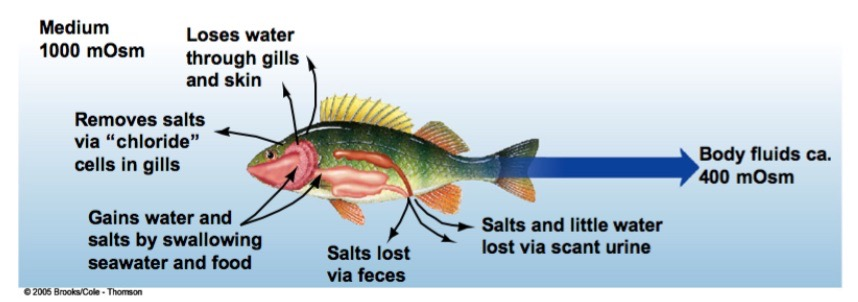 Medium
1000 mOsm
Loses water
through gills
and skin
Removes salts
via “chloride”
cells in gills
Body fluids ca.
400 mOsm
Gains water and
salts by swallowing
seawater and food
Salts lost
via feces
Salts and little water
lost via scant urine
© 2005 Brooks/Cole - Thomson